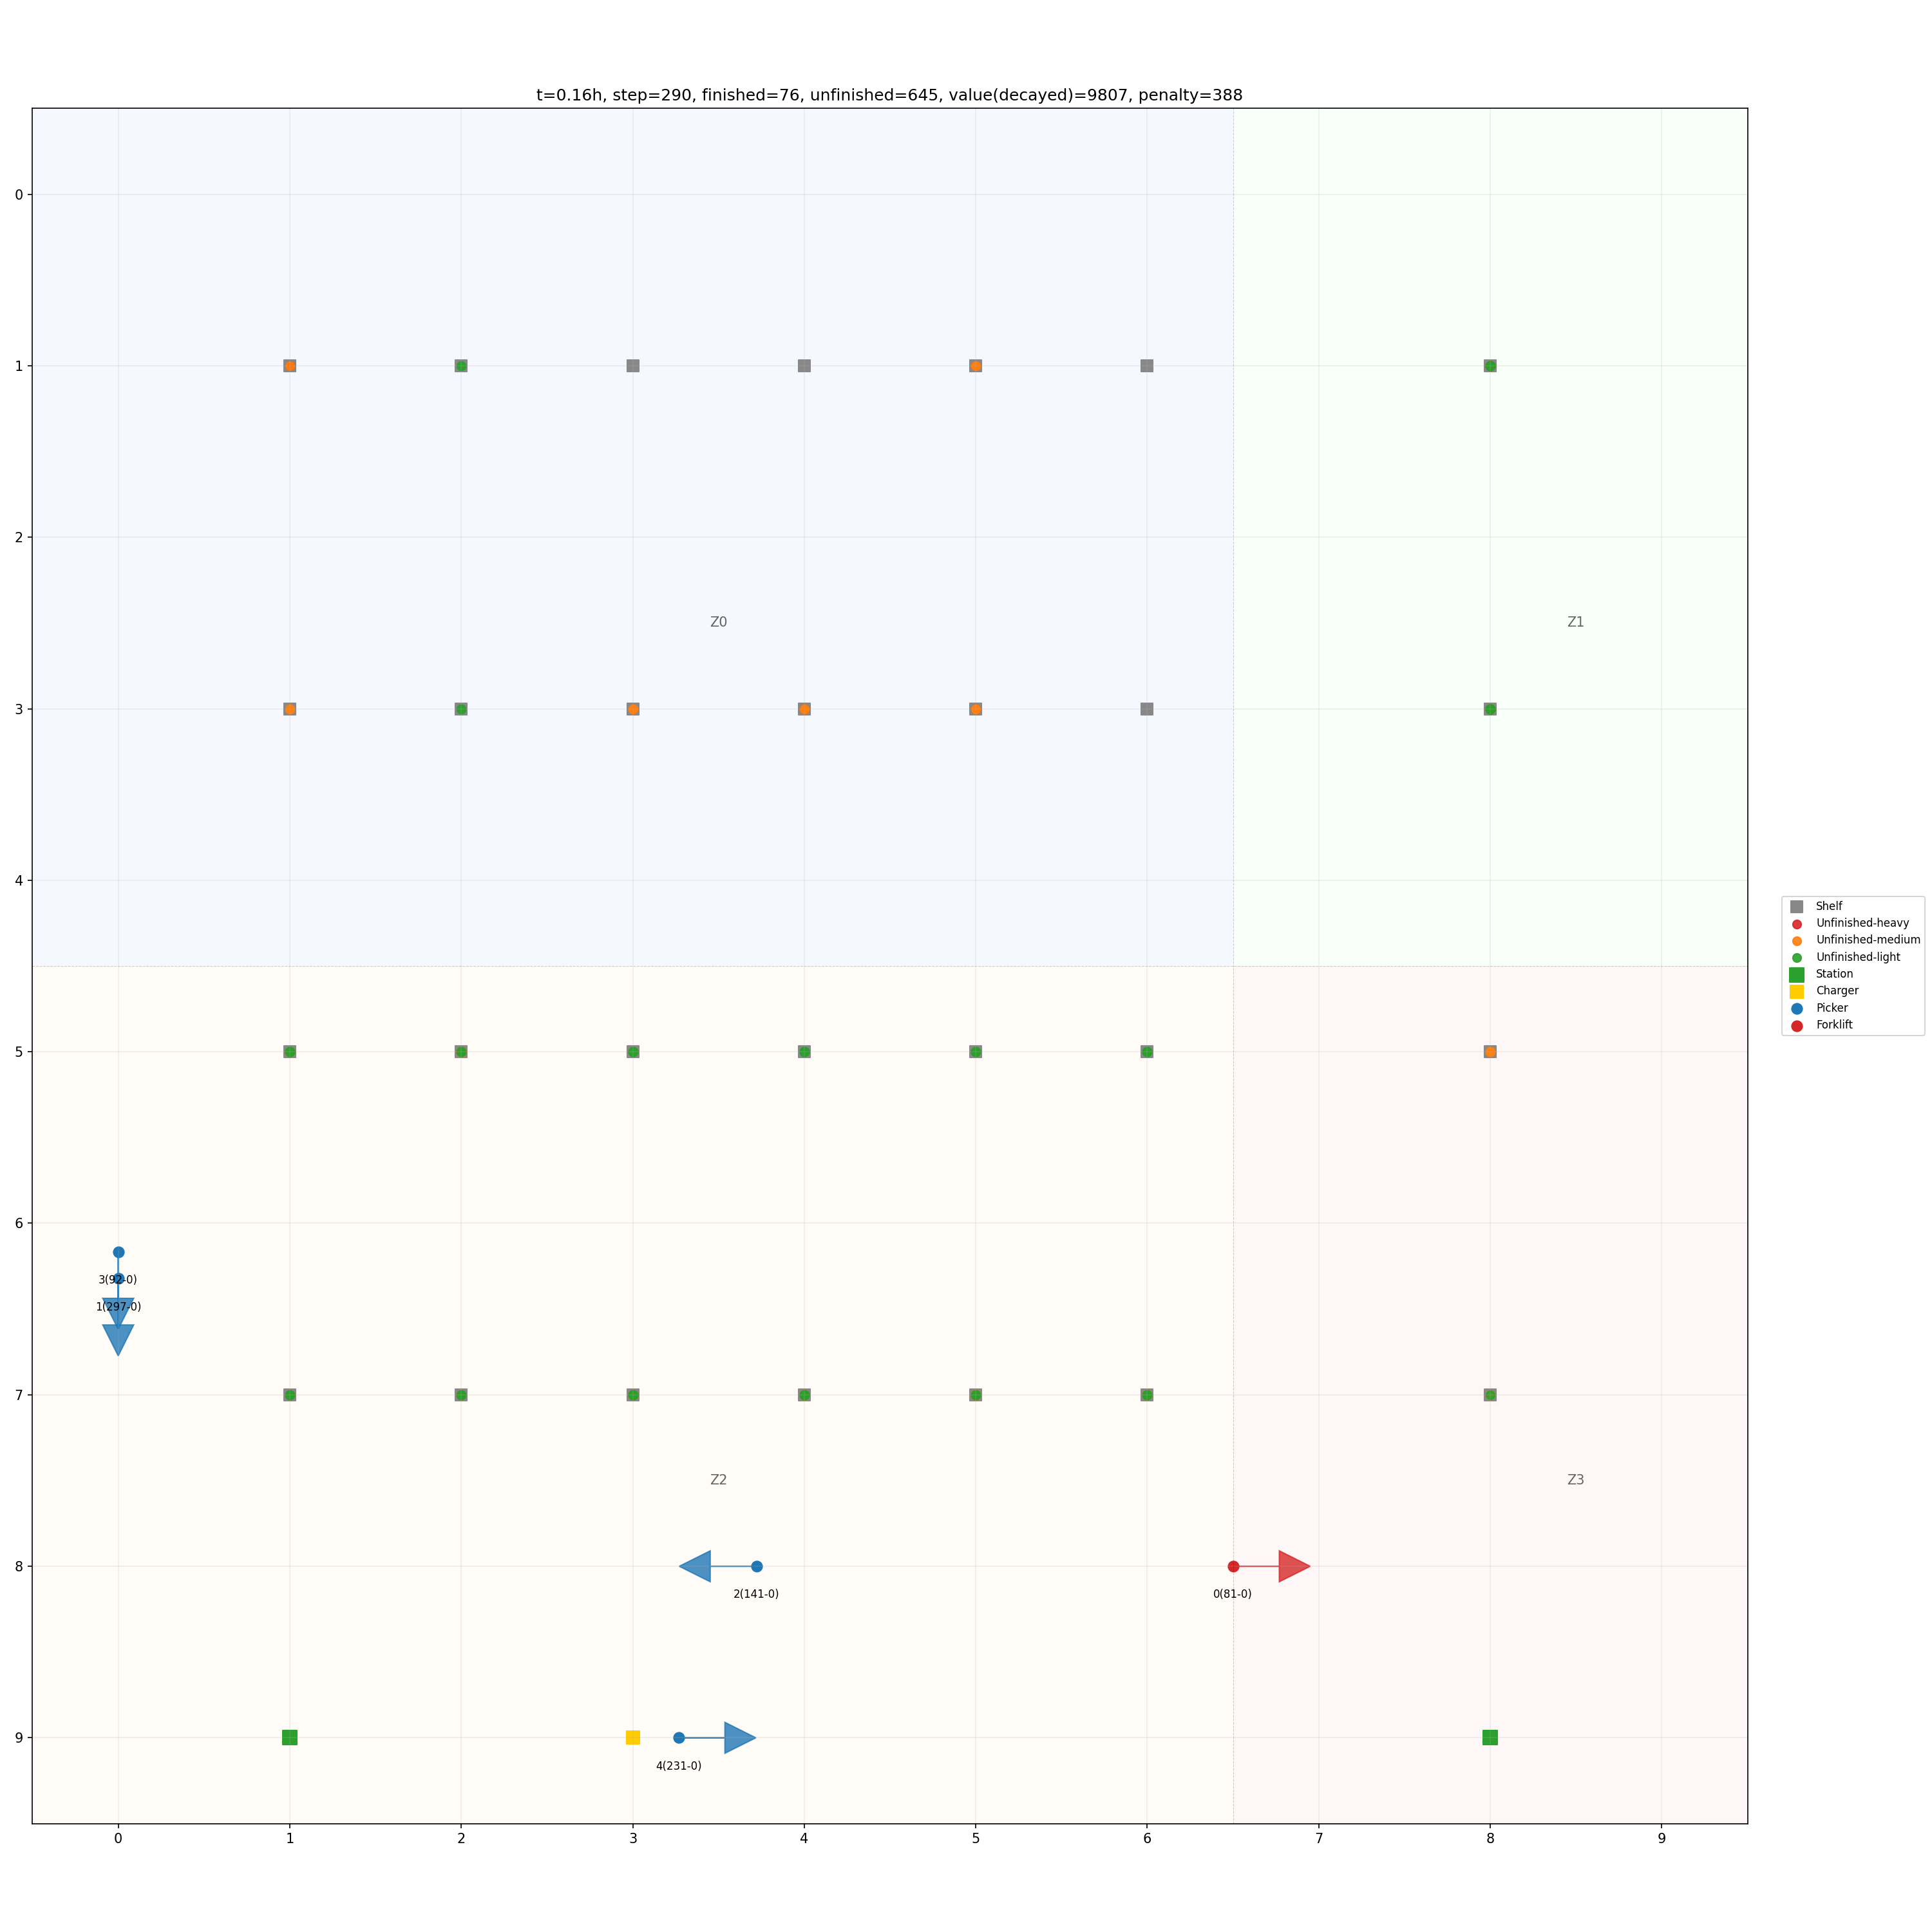 t=0.16h, step=290, finished=76, unfinished=645, value(decayed)=9807, penalty=388
0
1
2
Z0
Z1
3
4
Shelf
Unfinished-heavy
Unfinished-medium
Unfinished-light
Station
Charger
Picker
Forklift
5
6
3(92-0)
1(297-0)
7
Z2
Z3
8
2(141-0)
0(81-0)
9
4(231-0)
0
1
2
3
4
5
6
7
8
9